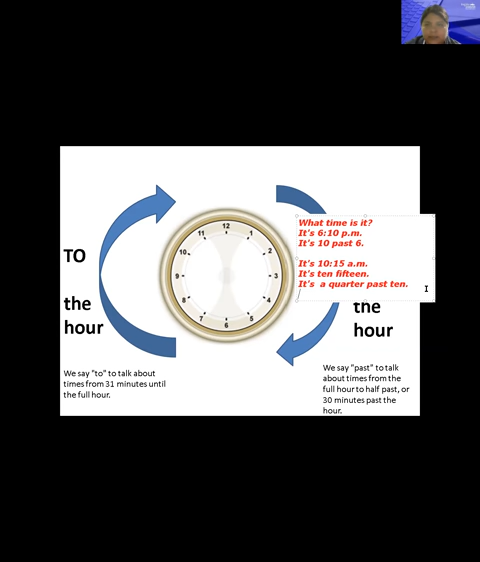 What time is it?
It's 6:10 p.m.
It's 10 past 6.
It's 10:15 a.m.
It's ten fifteen.
It's a quarter past ten.
TO
the
hour
We say "to" to talk about
times from 31 minutes until
the full hour.
12
1
2
3
4
5
6
7
8
9
10
11
the
hour
We say "past" to talk
about times from the
full hour to half past, or
30 minutes past the
hour.